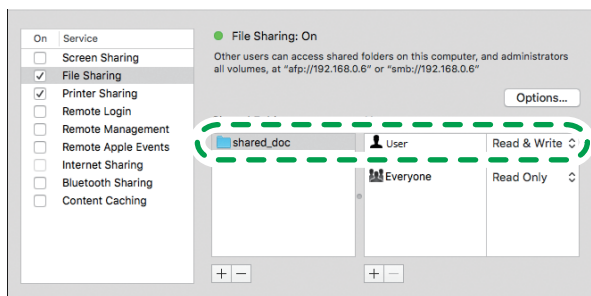 On Service
Screen Sharing
File Sharing
Printer Sharing
Remote Login
Remote Management
Remote Apple Events
Internet Sharing
Bluetooth Sharing
Content Caching
File Sharing: On
Other users can access shared folders on this computer, and administrators
all volumes, at “afp://192.168.0.6” or “smb://192.168.0.6”
Options...
shared_doc
User Read & Write
Everyone Read Only
+ −
+ −